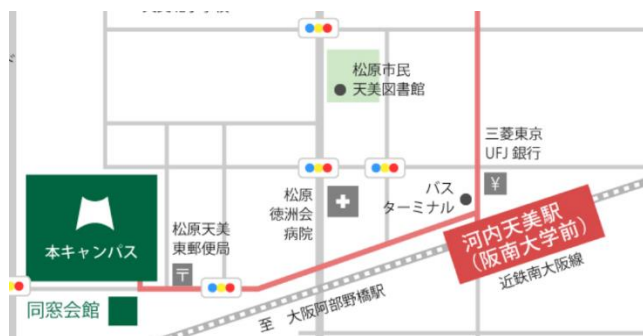 松原市民
天美図書館
三菱東京
UFJ 銀行
¥
バス
ターミナル
松原
徳洲会
病院
本キャンパス
松原天美
東郵便局
〒
河内天美駅
(阪南大学前)
近鉄南大阪線
同窓会館
至 大阪阿部野橋駅